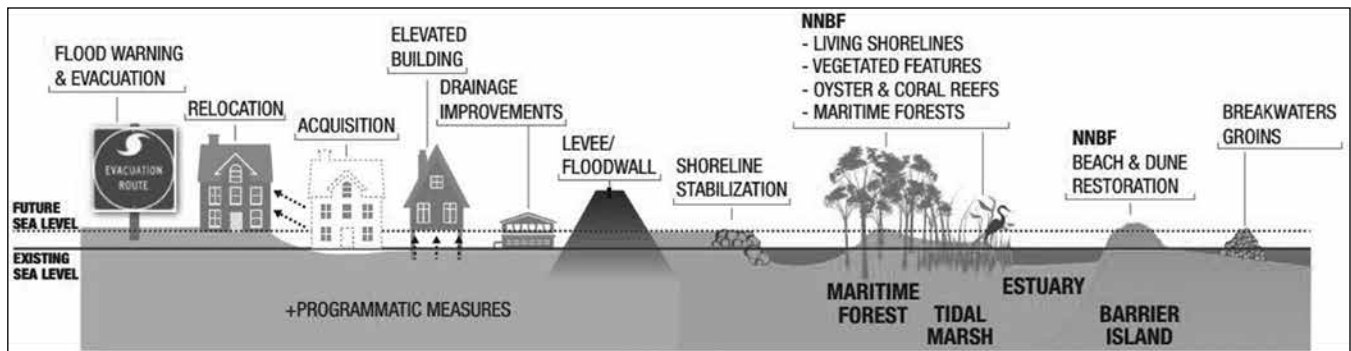 FLOOD WARNING
& EVACUATION
EVACUATION
ROUTE
RELOCATION
ACQUISITION
ELEVATED
BUILDING
DRAINAGE
IMPROVEMENTS
LEVEE/
FLOODWALL
SHORELINE
STABILIZATION
NNBF
- LIVING SHORELINES
- VEGETATED FEATURES
- OYSTER & CORAL REEFS
- MARITIME FORESTS
NNBF
BEACH & DUNE
RESTORATION
BREAKWATERS
GROINS
FUTURE
SEA LEVEL
EXISTING
SEA LEVEL
+PROGRAMMATIC MEASURES
MARITIME
FOREST
TIDAL
MARSH
ESTUARY
BARRIER
ISLAND